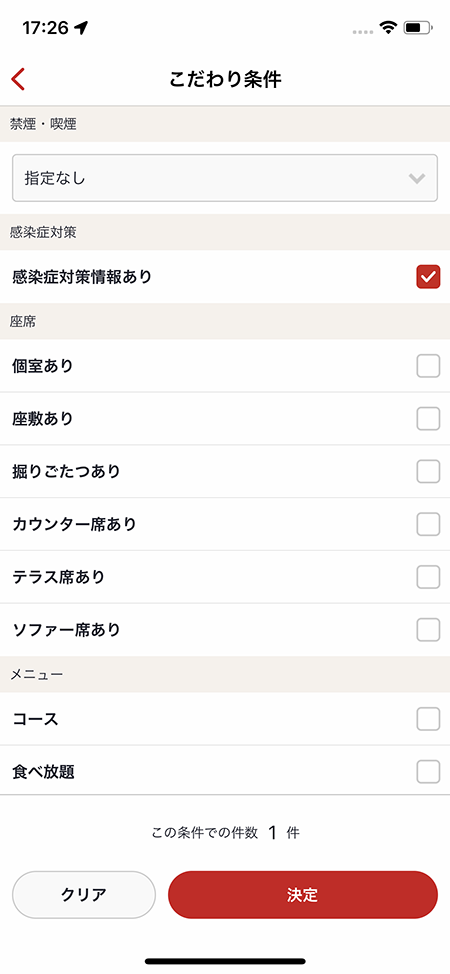 17:26
こだわり条件
禁煙・喫煙
指定なし
感染症対策
感染症対策情報あり
座席
個室あり
座敷あり
掘りごたつあり
カウンター席あり
テラス席あり
ソファー席あり
メニュー
コース
食べ放題
この条件での件数 1 件
クリア
決定